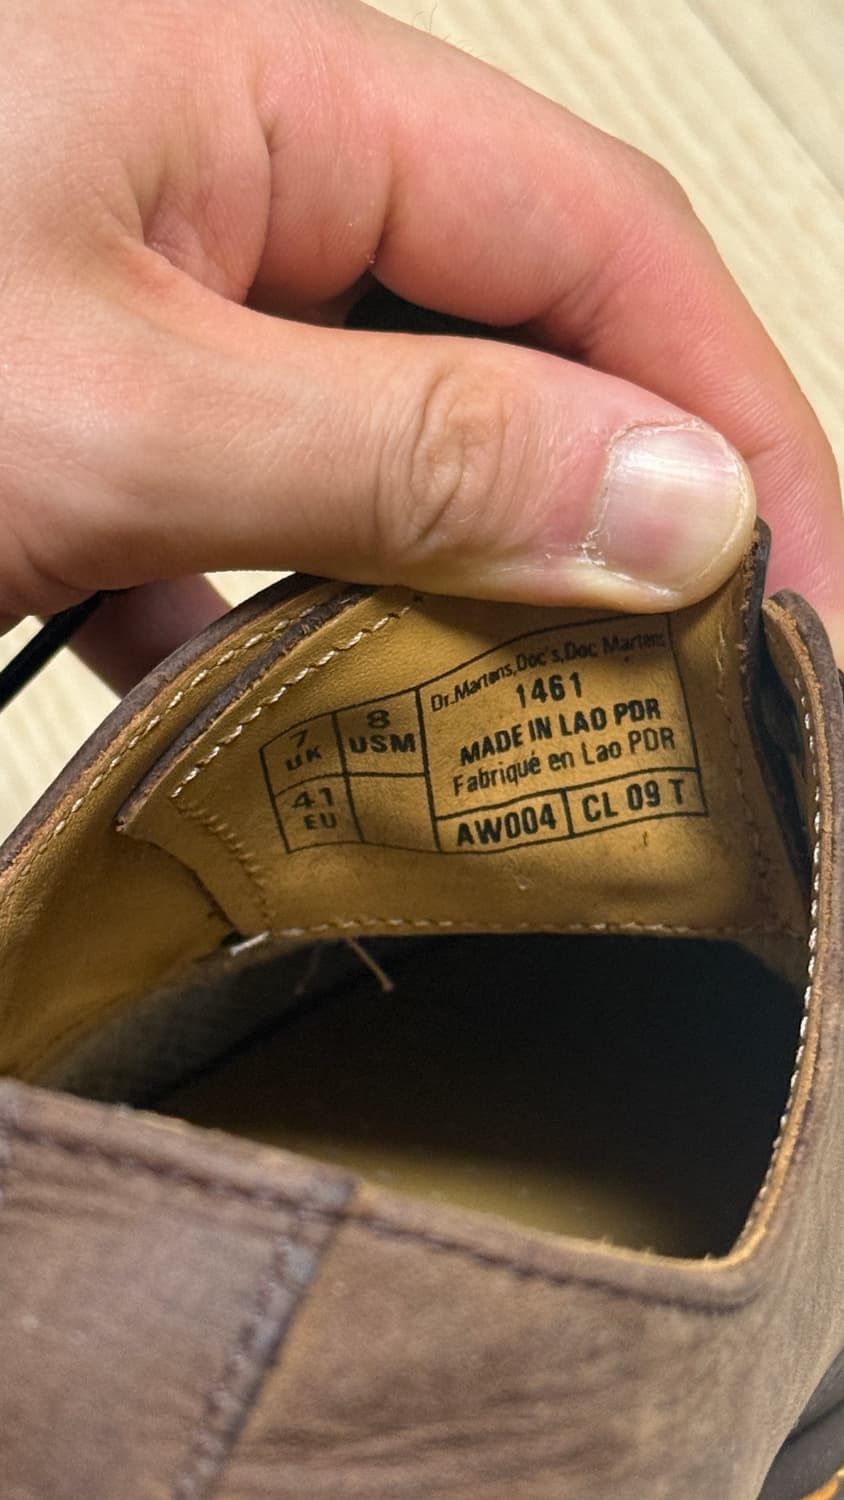 Dr.Martens,Doc's,Doc Martens
1461
MADE IN LAO PDR
Fabriqué en Lao PDR
7
UK
8
USM
41
EU
AW004
CL 09 T